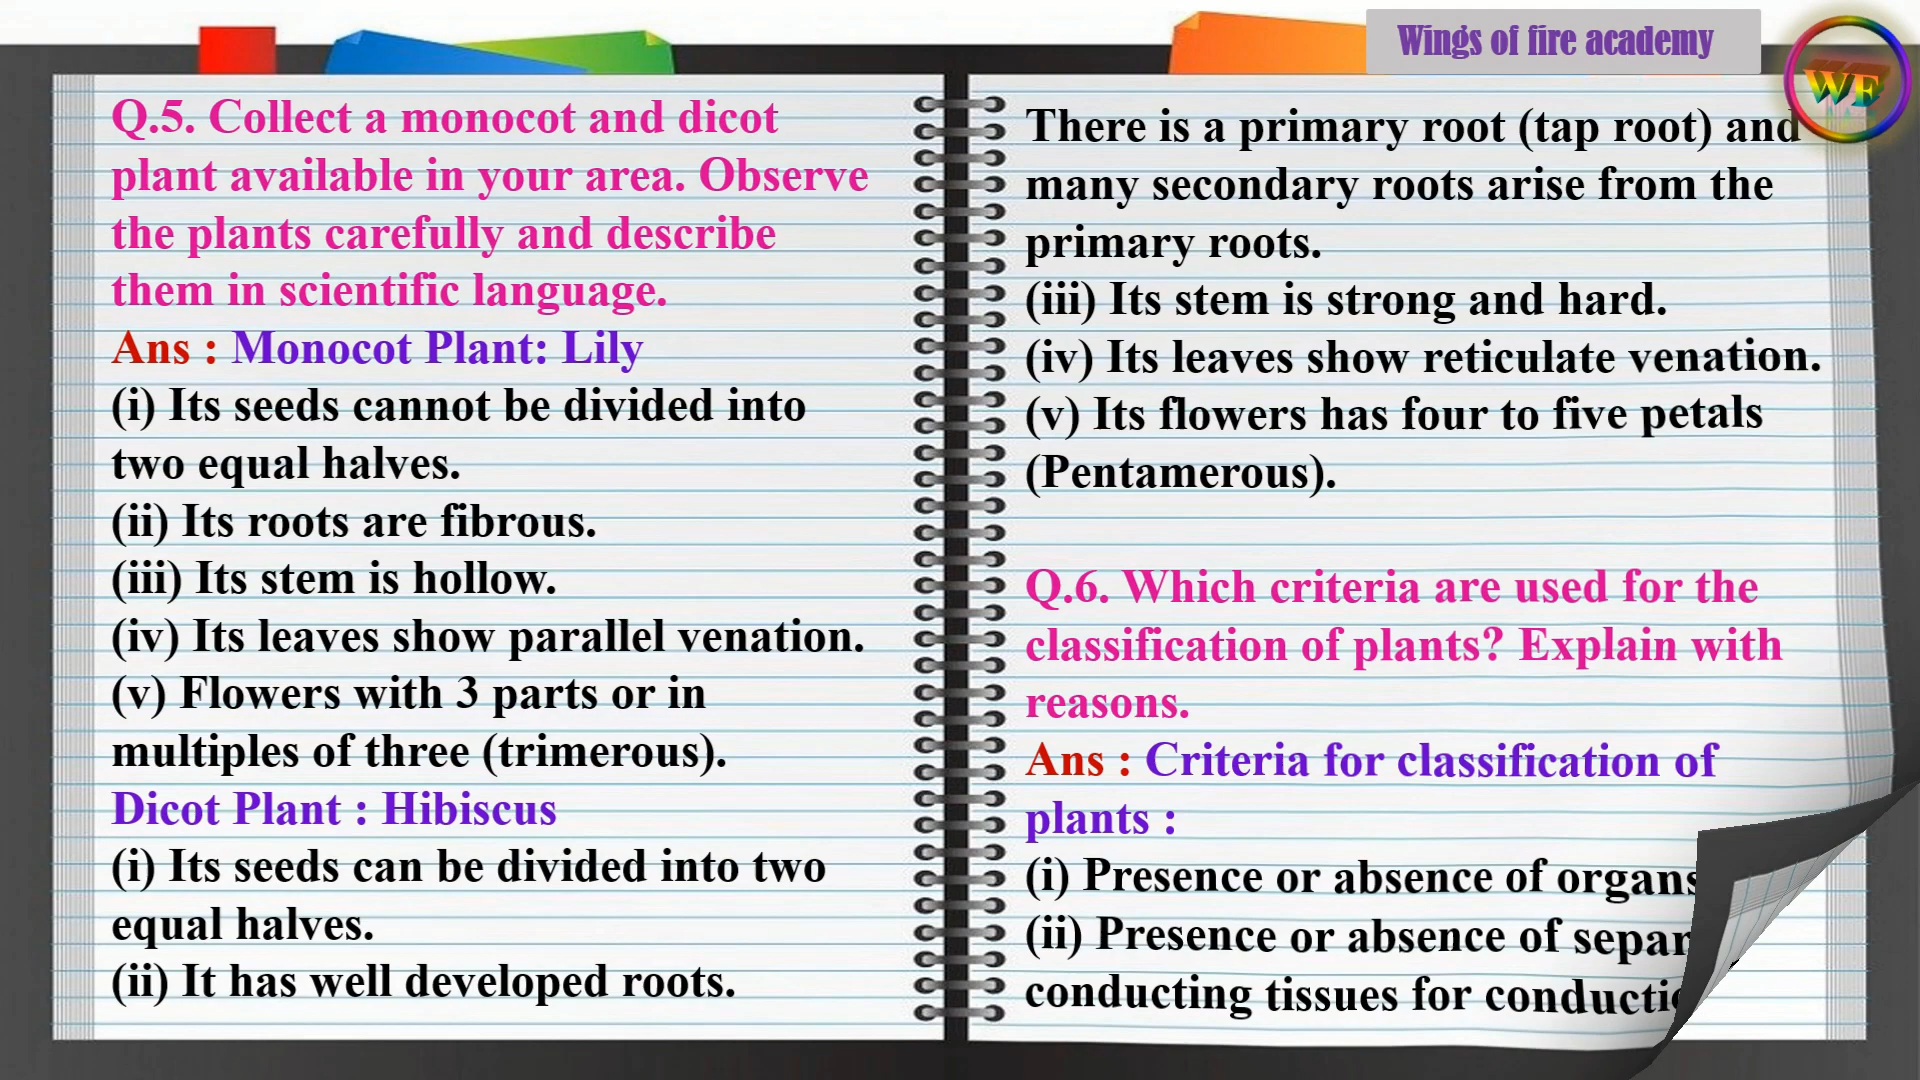 Wings of fire academy
WF
Q.5. Collect a monocot and dicot
plant available in your area. Observe
the plants carefully and describe
them in scientific language.
Ans : Monocot Plant: Lily
(i) Its seeds cannot be divided into
two equal halves.
(ii) Its roots are fibrous.
(iii) Its stem is hollow.
(iv) Its leaves show parallel venation.
(v) Flowers with 3 parts or in
multiples of three (trimerous).
Dicot Plant : Hibiscus
(i) Its seeds can be divided into two
equal halves.
(ii) It has well developed roots.
There is a primary root (tap root) and
many secondary roots arise from the
primary roots.
(iii) Its stem is strong and hard.
(iv) Its leaves show reticulate venation.
(v) Its flowers has four to five petals
(Pentamerous).
Q.6. Which criteria are used for the
classification of plants? Explain with
reasons.
Ans : Criteria for classification of
plants :
(i) Presence or absence of organs
(ii) Presence or absence of
conducting tissues for